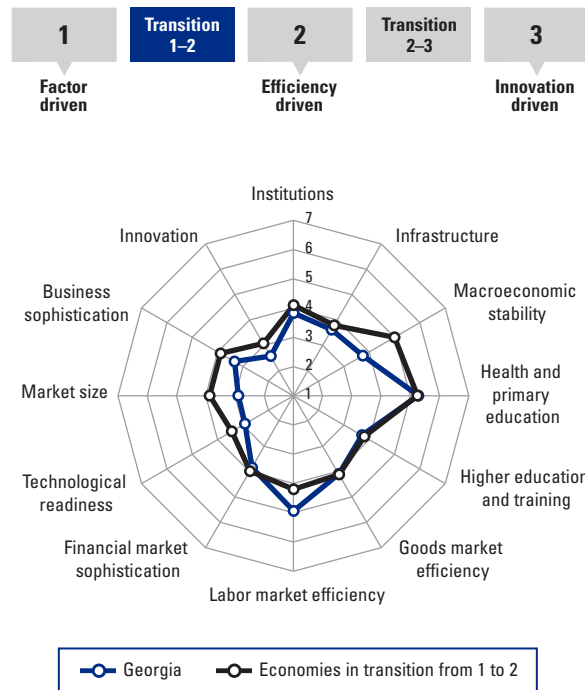 1
Transition
1–2
2
Transition
2–3
3
Factor
driven
Efficiency
driven
Innovation
driven
Institutions
7
Innovation
Infrastructure
6
5
Business
sophistication
Macroeconomic
stability
4
3
Market size
2
Health and
primary
education
1
Technological
readiness
Higher education
and training
Financial market
sophistication
Goods market
efficiency
Labor market efficiency
Georgia
Economies in transition from 1 to 2